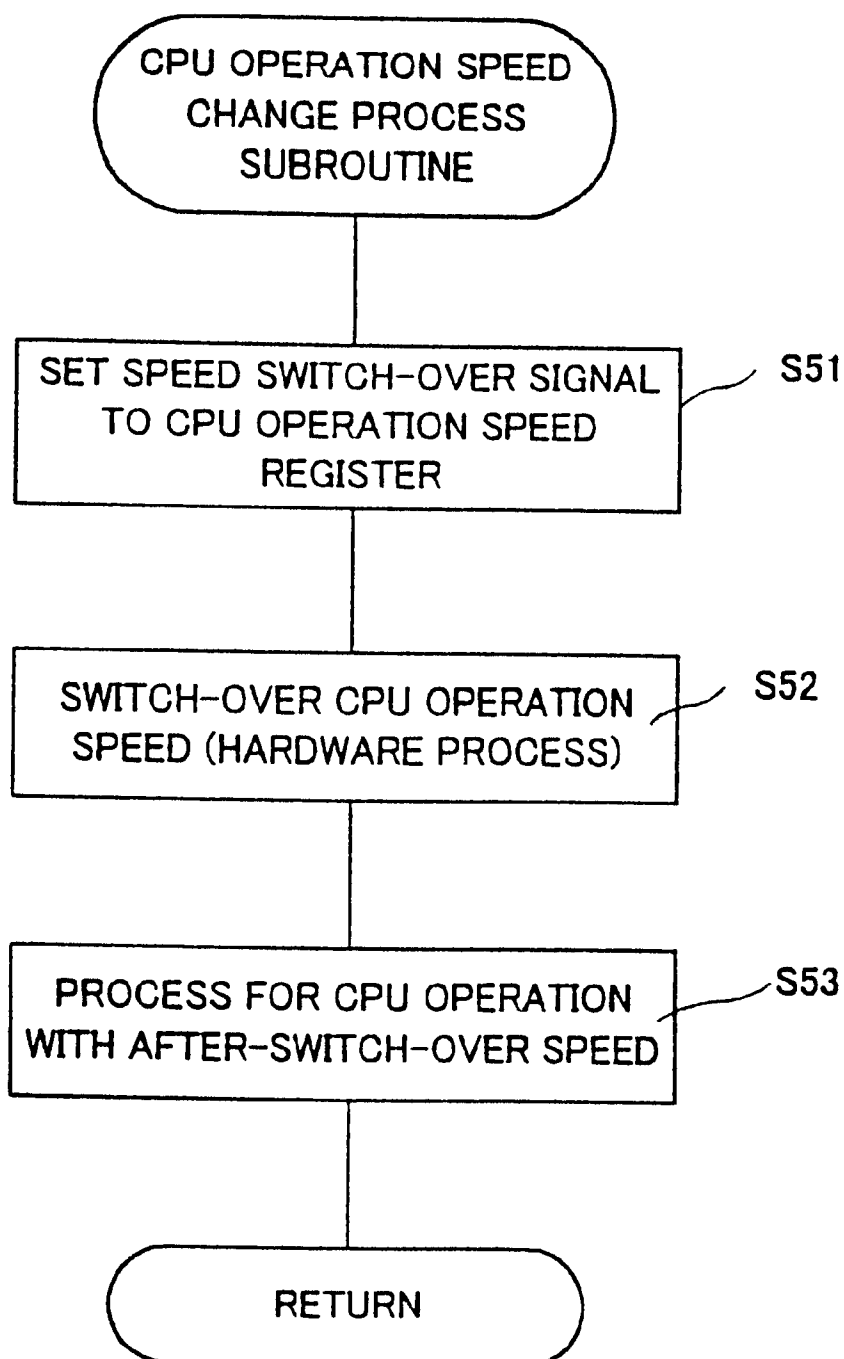 CPU OPERATION SPEED
CHANGE PROCESS
SUBROUTINE
SET SPEED SWITCH-OVER SIGNAL
TO CPU OPERATION SPEED
REGISTER
S51
SWITCH-OVER CPU OPERATION
SPEED (HARDWARE PROCESS)
S52
PROCESS FOR CPU OPERATION
WITH AFTER-SWITCH-OVER SPEED
S53
RETURN